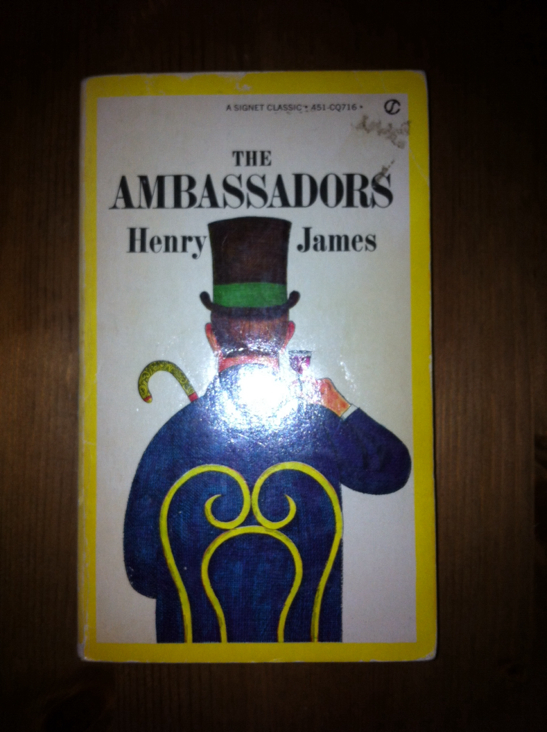 A SIGNET CLASSIC • 451-CQ716 •
THE
AMBASSADORS
Henry James